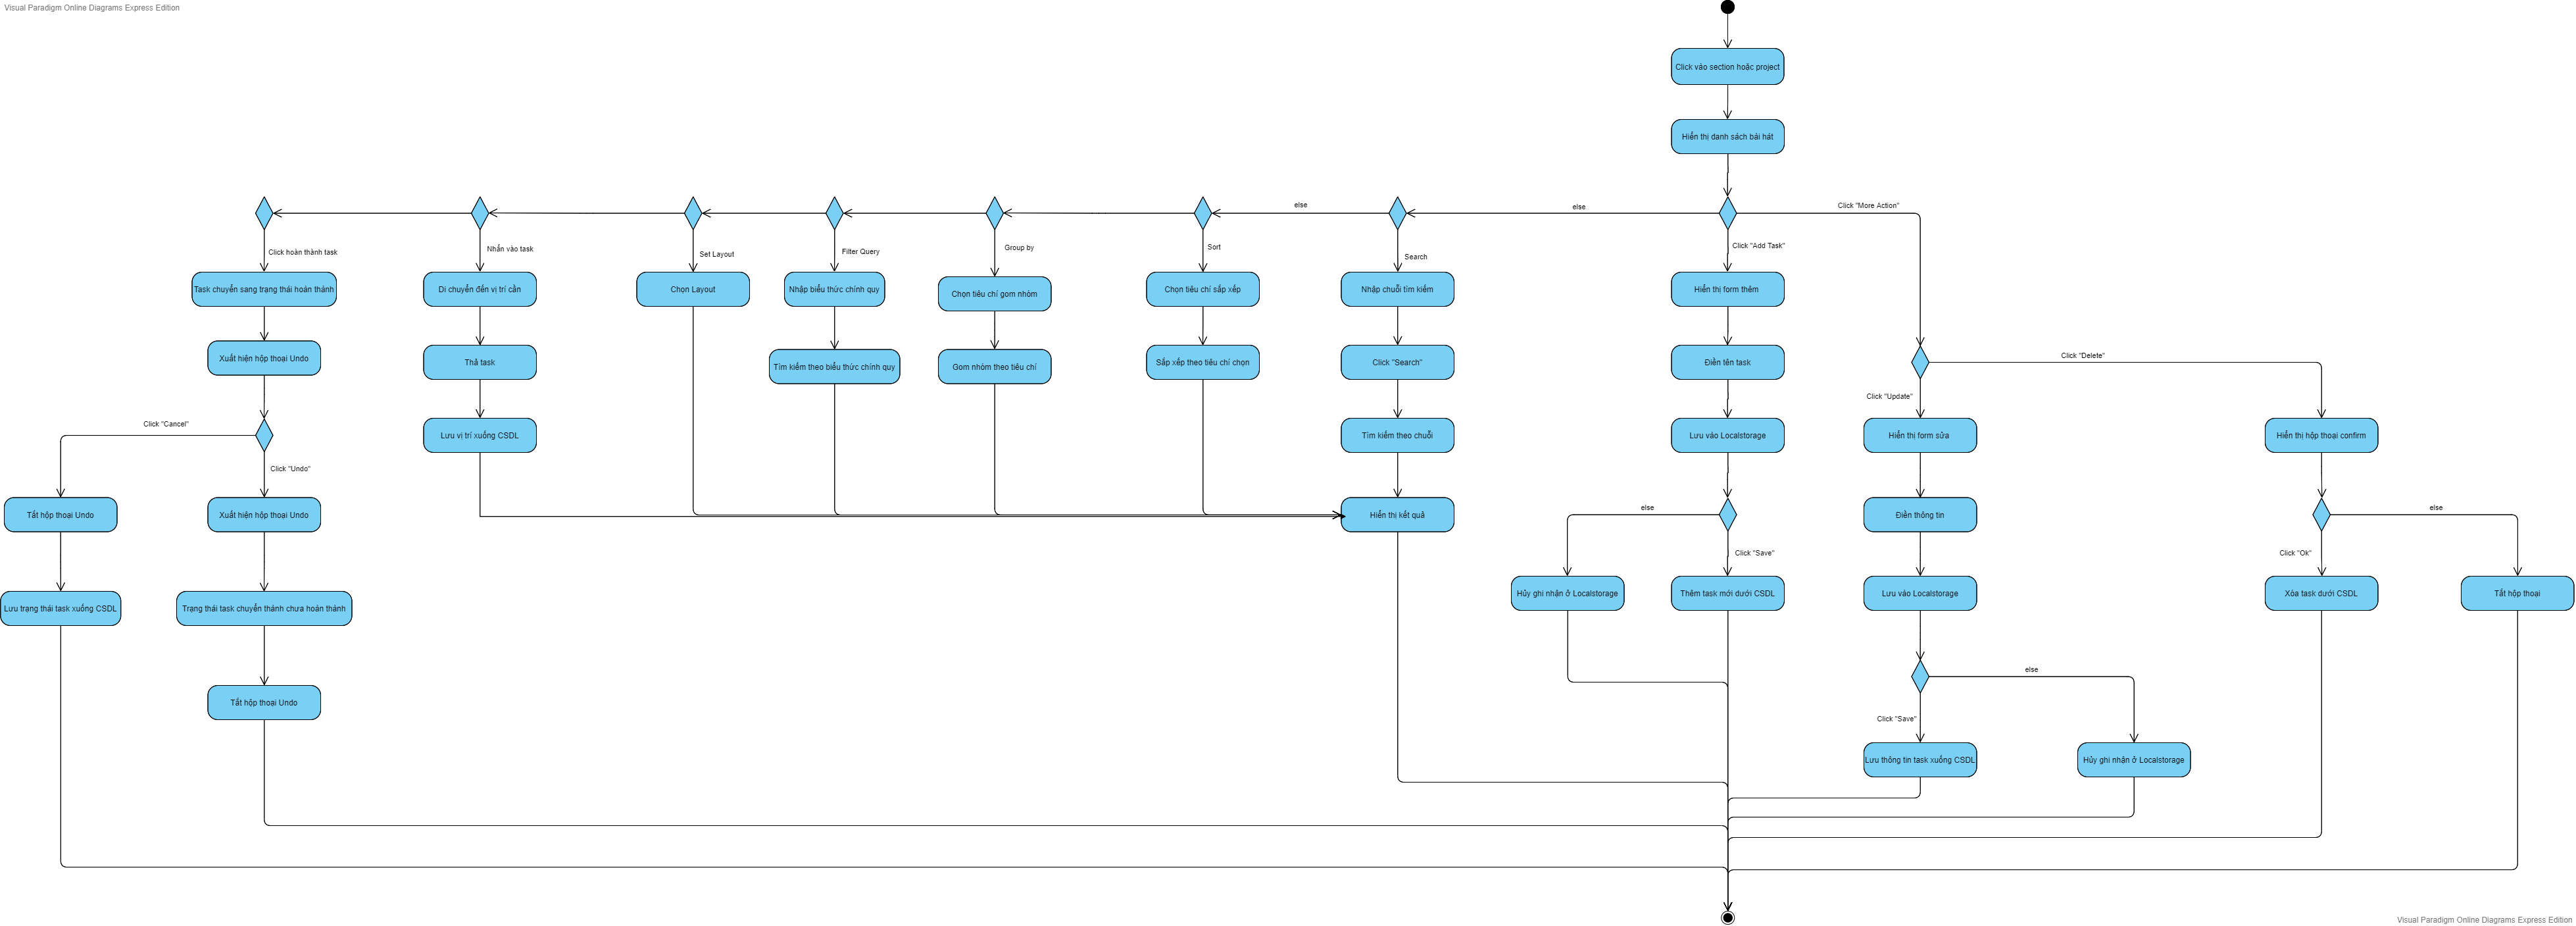 Visual Paradigm Online Diagrams Express Edition
Click vào section hoặc project
Hiển thị danh sách bài hát
else
else
Click "More Action"
Click hoàn thành task
Nhấn vào task
Set Layout
Filter Query
Group by
Sort
Search
Click "Add Task"
Task chuyển sang trạng thái hoàn thành
Di chuyển đến vị trí cần
Chọn Layout
Nhập biểu thức chính quy
Chọn tiêu chí gom nhóm
Chọn tiêu chí sắp xếp
Nhập chuỗi tìm kiếm
Hiển thị form thêm
Xuất hiện hộp thoại Undo
Thả task
Tìm kiếm theo biểu thức chính quy
Gom nhóm theo tiêu chí
Sắp xếp theo tiêu chí chọn
Click "Search"
Điền tên task
Click "Delete"
Click "Update"
Click "Cancel"
Lưu vị trí xuống CSDL
Tìm kiếm theo chuỗi
Lưu vào Localstorage
Hiển thị form sửa
Hiển thị hộp thoại confirm
Click "Undo"
Tắt hộp thoại Undo
Xuất hiện hộp thoại Undo
Hiển thị kết quả
else
Điền thông tin
else
Click "Save"
Click "Ok"
Lưu trạng thái task xuống CSDL
Trạng thái task chuyển thành chưa hoàn thành
Hủy ghi nhận ở Localstorage
Thêm task mới dưới CSDL
Lưu vào Localstorage
Xóa task dưới CSDL
Tắt hộp thoại
else
Tắt hộp thoại Undo
Click "Save"
Lưu thông tin task xuống CSDL
Hủy ghi nhận ở Localstorage
Visual Paradigm Online Diagrams Express Edition